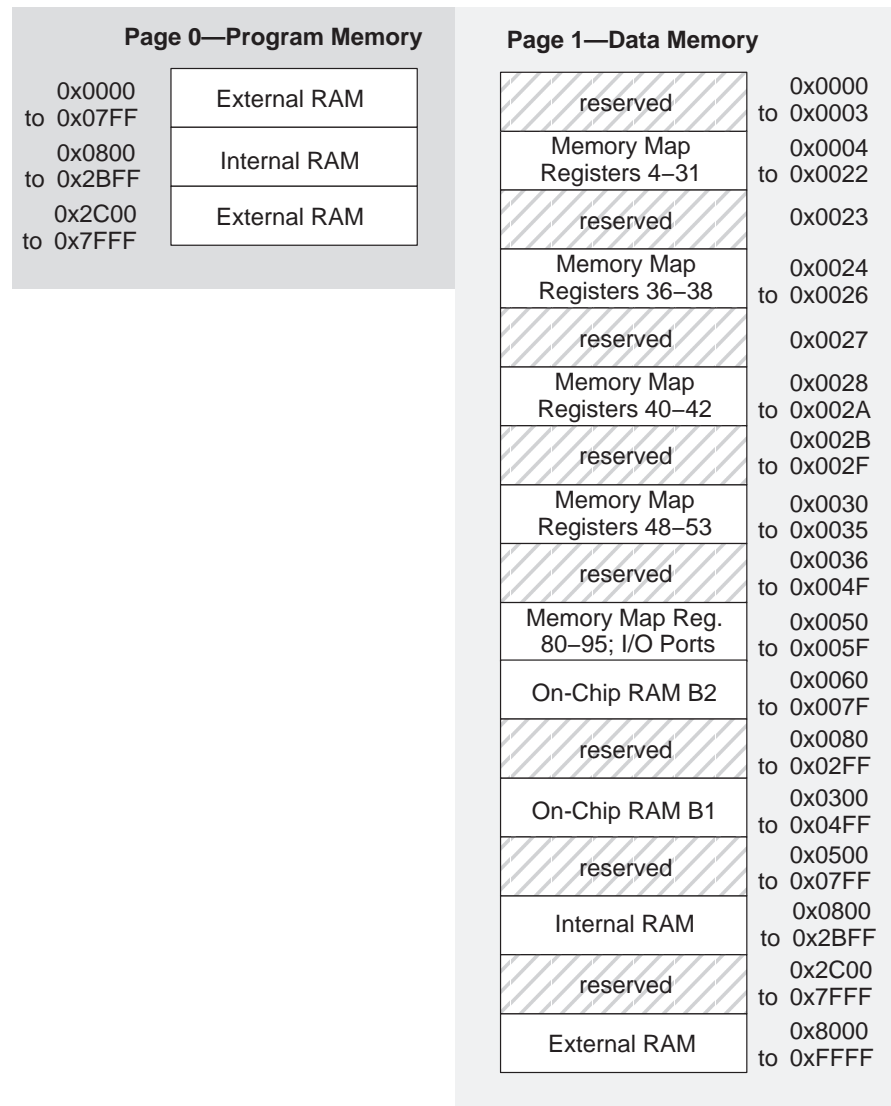 Page 0—Program Memory
0x0000
to 0x07FF
External RAM
0x0800
to 0x2BFF
Internal RAM
0x2C00
to 0x7FFF
External RAM
Page 1—Data Memory
reserved
0x0000
to 0x0003
Memory Map
Registers 4–31
0x0004
to 0x0022
reserved
0x0023
Memory Map
Registers 36–38
0x0024
to 0x0026
reserved
0x0027
Memory Map
Registers 40–42
0x0028
to 0x002A
reserved
0x002B
to 0x002F
Memory Map
Registers 48–53
0x0030
to 0x0035
reserved
0x0036
to 0x004F
Memory Map Reg.
80–95; I/O Ports
0x0050
to 0x005F
On-Chip RAM B2
0x0060
to 0x007F
reserved
0x0080
to 0x02FF
On-Chip RAM B1
0x0300
to 0x04FF
reserved
0x0500
to 0x07FF
Internal RAM
0x0800
to 0x2BFF
reserved
0x2C00
to 0x7FFF
External RAM
0x8000
to 0xFFFF